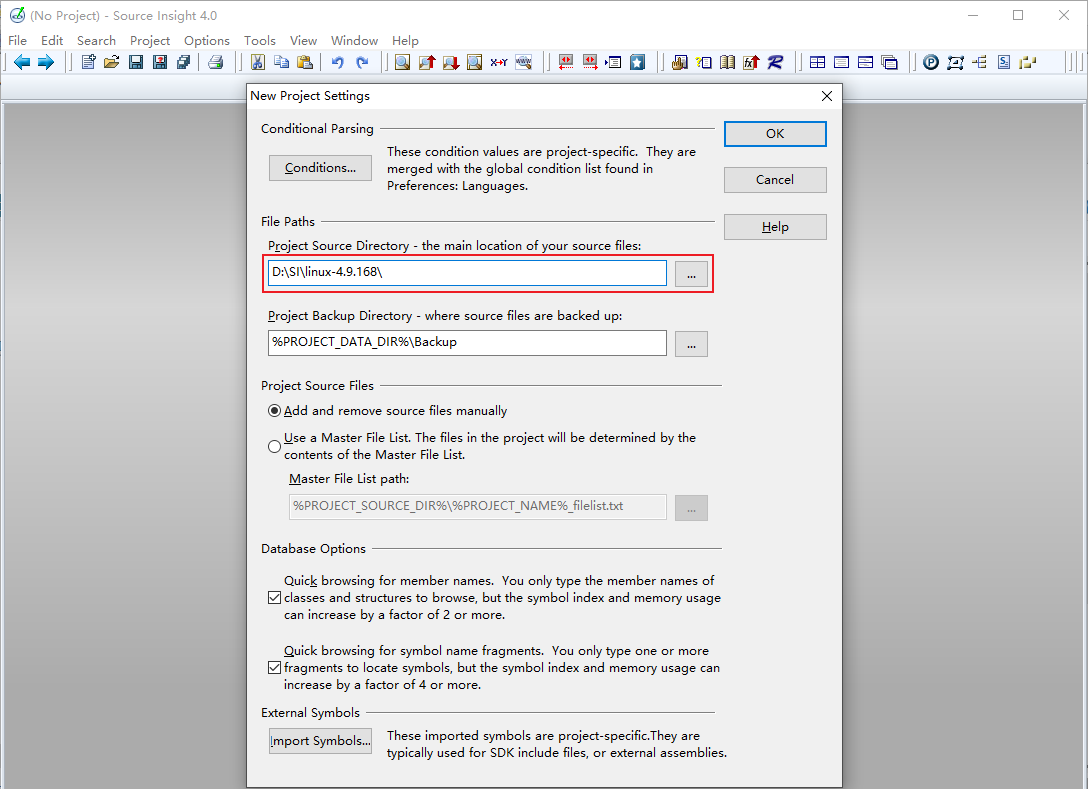 (No Project) - Source Insight 4.0
File Edit Search Project Options Tools View Window Help
New Project Settings
Conditional Parsing
OK
Conditions...
These condition values are project-specific. They are
merged with the global condition list found in
Preferences: Languages.
Cancel
File Paths
Help
Project Source Directory - the main location of your source files:
D:\SI\linux-4.9.168\
...
Project Backup Directory - where source files are backed up:
%PROJECT_DATA_DIR%\Backup
...
Project Source Files
Add and remove source files manually
Use a Master File List. The files in the project will be determined by the
contents of the Master File List.
Master File List path:
%PROJECT_SOURCE_DIR%\%PROJECT_NAME%_filelist.txt
...
Database Options
Quick browsing for member names. You only type the member names of
classes and structures to browse, but the symbol index and memory usage
can increase by a factor of 2 or more.
Quick browsing for symbol name fragments. You only type one or more
fragments to locate symbols, but the symbol index and memory usage can
increase by a factor of 4 or more.
External Symbols
Import Symbols...
These imported symbols are project-specific.They are
typically used for SDK include files, or external assemblies.